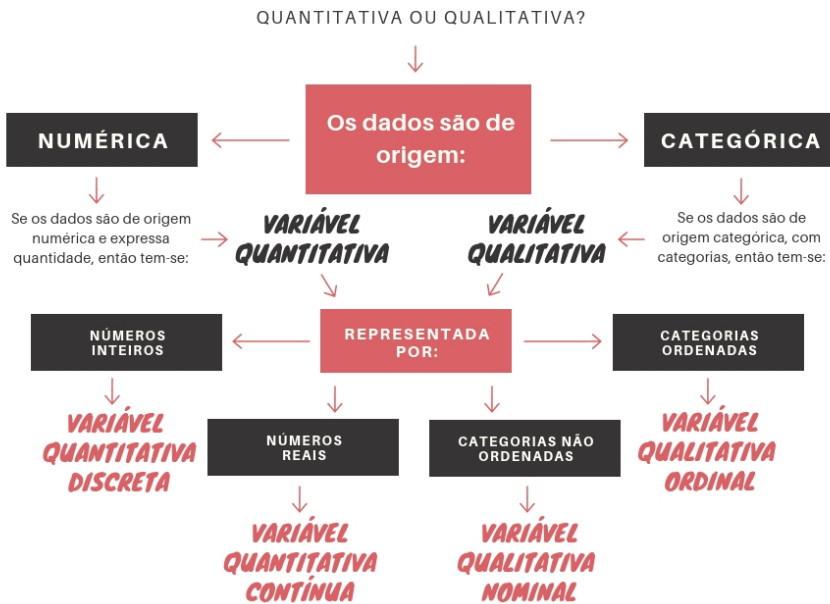 QUANTITATIVA OU QUALITATIVA?
Os dados são de
origem:
NUMÉRICA
CATEGÓRICA
Se os dados são de origem
numérica e expressa
quantidade, então tem-se:
VARIÁVEL
QUANTITATIVA
VARIÁVEL
QUALITATIVA
Se os dados são de
origem categórica, com
categorias, então tem-se:
REPRESENTADA
POR:
NÚMEROS
INTEIROS
CATEGORIAS
ORDENADAS
VARIÁVEL
QUANTITATIVA
DISCRETA
NÚMEROS
REAIS
CATEGORIAS NÃO
ORDENADAS
VARIÁVEL
QUALITATIVA
ORDINAL
VARIÁVEL
QUANTITATIVA
CONTÍNUA
VARIÁVEL
QUALITATIVA
NOMINAL